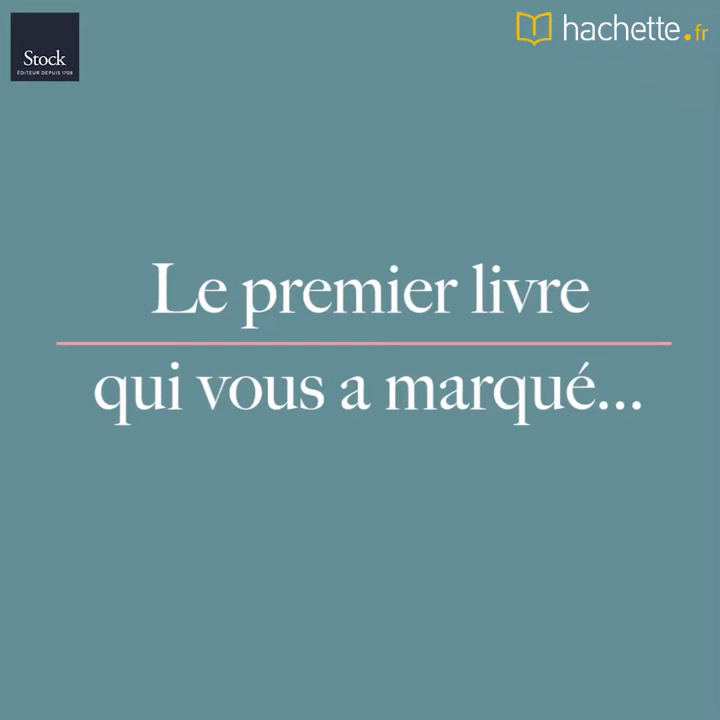 Stock
ÉDITEUR DEPUIS 1708
hachette.fr
Le premier livre
qui vous a marqué...